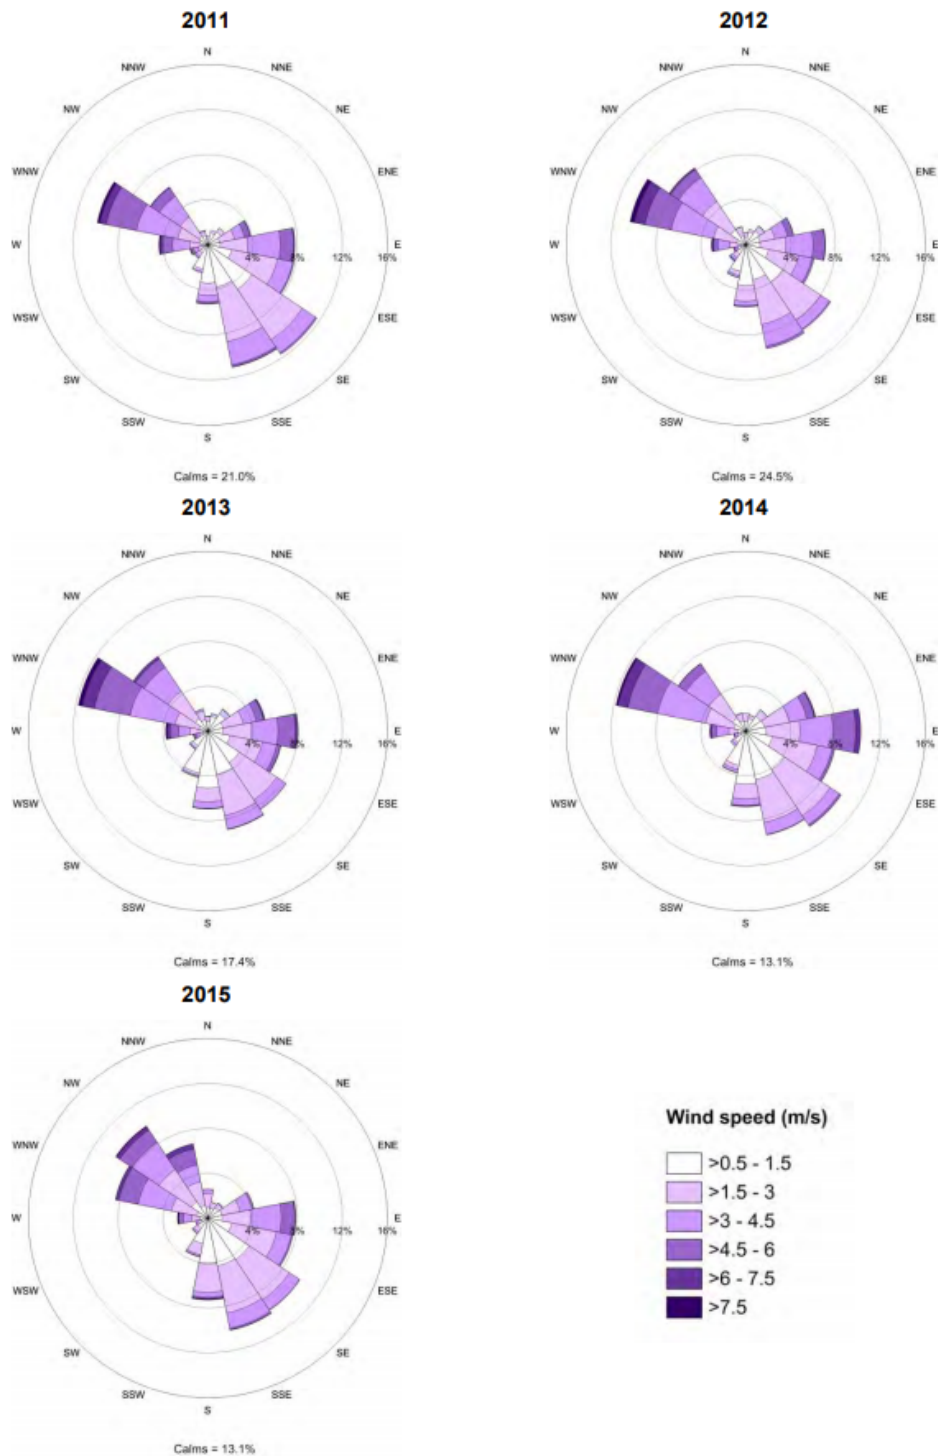 2011
N
NNW NNE
NW NE
WNW ENE
W 4% 8% 12% 16% E
WSW ESE
SW SE
SSW SSE
S
Calms = 21.0%
2012
N
NNW NNE
NW NE
WNW ENE
W 4% 8% 12% 16% E
WSW ESE
SW SE
SSW SSE
S
Calms = 24.5%
2013
N
NNW NNE
NW NE
WNW ENE
W 4% 8% 12% 16% E
WSW ESE
SW SE
SSW SSE
S
Calms = 17.4%
2014
N
NNW NNE
NW NE
WNW ENE
W 4% 8% 12% 16% E
WSW ESE
SW SE
SSW SSE
S
Calms = 13.1%
2015
N
NNW NNE
NW NE
WNW ENE
W 4% 8% 12% 16% E
WSW ESE
SW SE
SSW SSE
S
Calms = 13.1%
Wind speed (m/s)
>0.5 - 1.5
>1.5 - 3
>3 - 4.5
>4.5 - 6
>6 - 7.5
>7.5